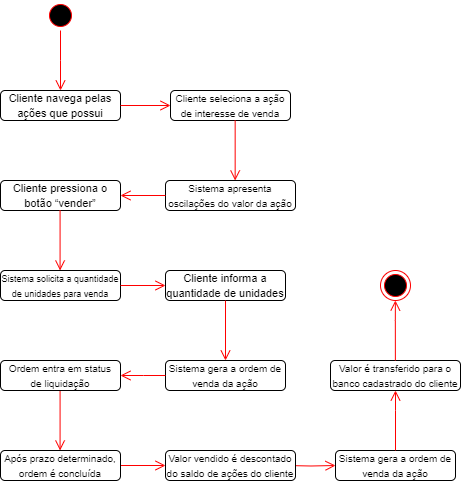 Cliente navega pelas
ações que possui
Cliente seleciona a ação
de interesse de venda
Sistema apresenta
oscilações do valor da ação
Cliente pressiona o
botão “vender”
Sistema solicita a quantidade
de unidades para venda
Cliente informa a
quantidade de unidades
Sistema gera a ordem de
venda da ação
Ordem entra em status
de liquidação
Após prazo determinado,
ordem é concluída
Valor vendido é descontado
do saldo de ações do cliente
Sistema gera a ordem de
venda da ação
Valor é transferido para o
banco cadastrado do cliente